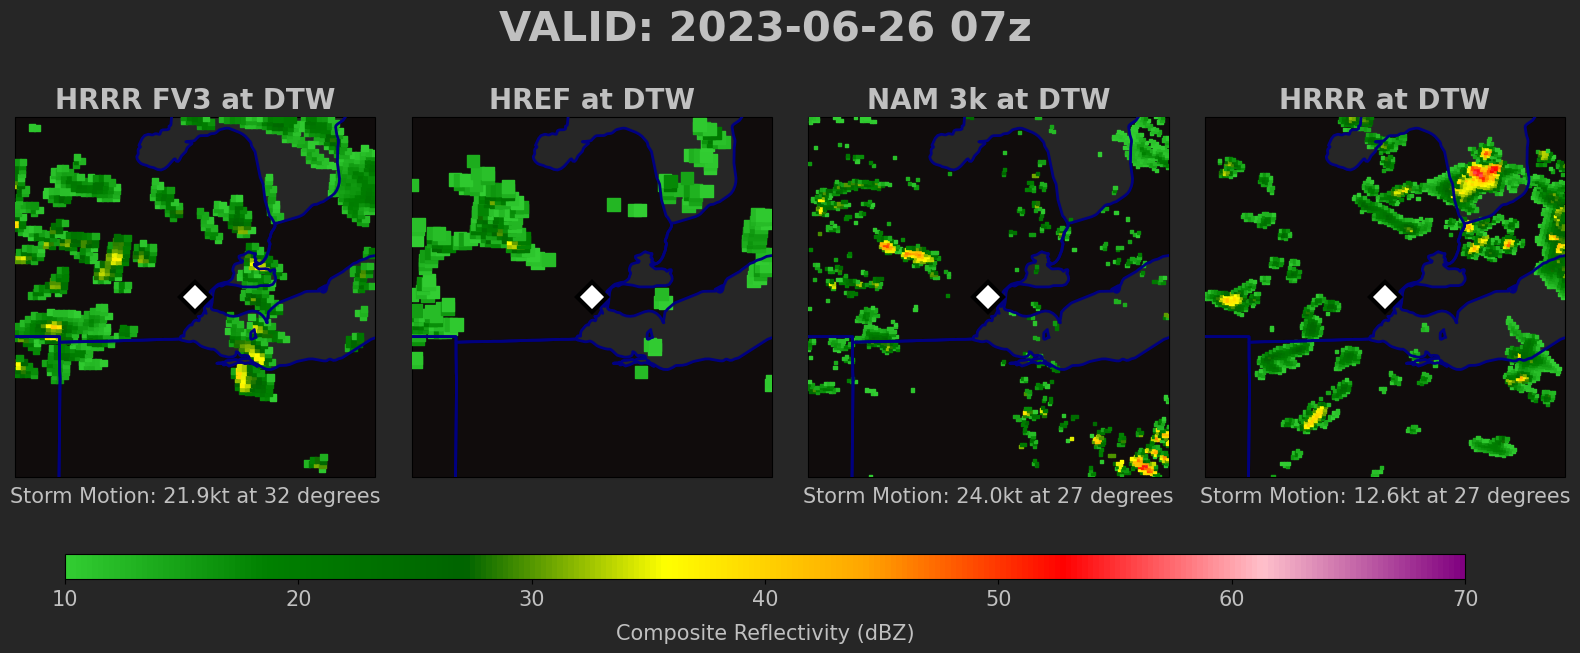 VALID: 2023-06-26 07z
HRRR FV3 at DTW
HREF at DTW
NAM 3k at DTW
HRRR at DTW
Storm Motion: 21.9kt at 32 degrees
Storm Motion: 24.0kt at 27 degrees
Storm Motion: 12.6kt at 27 degrees
10 20 30 40 50 60 70
Composite Reflectivity (dBZ)